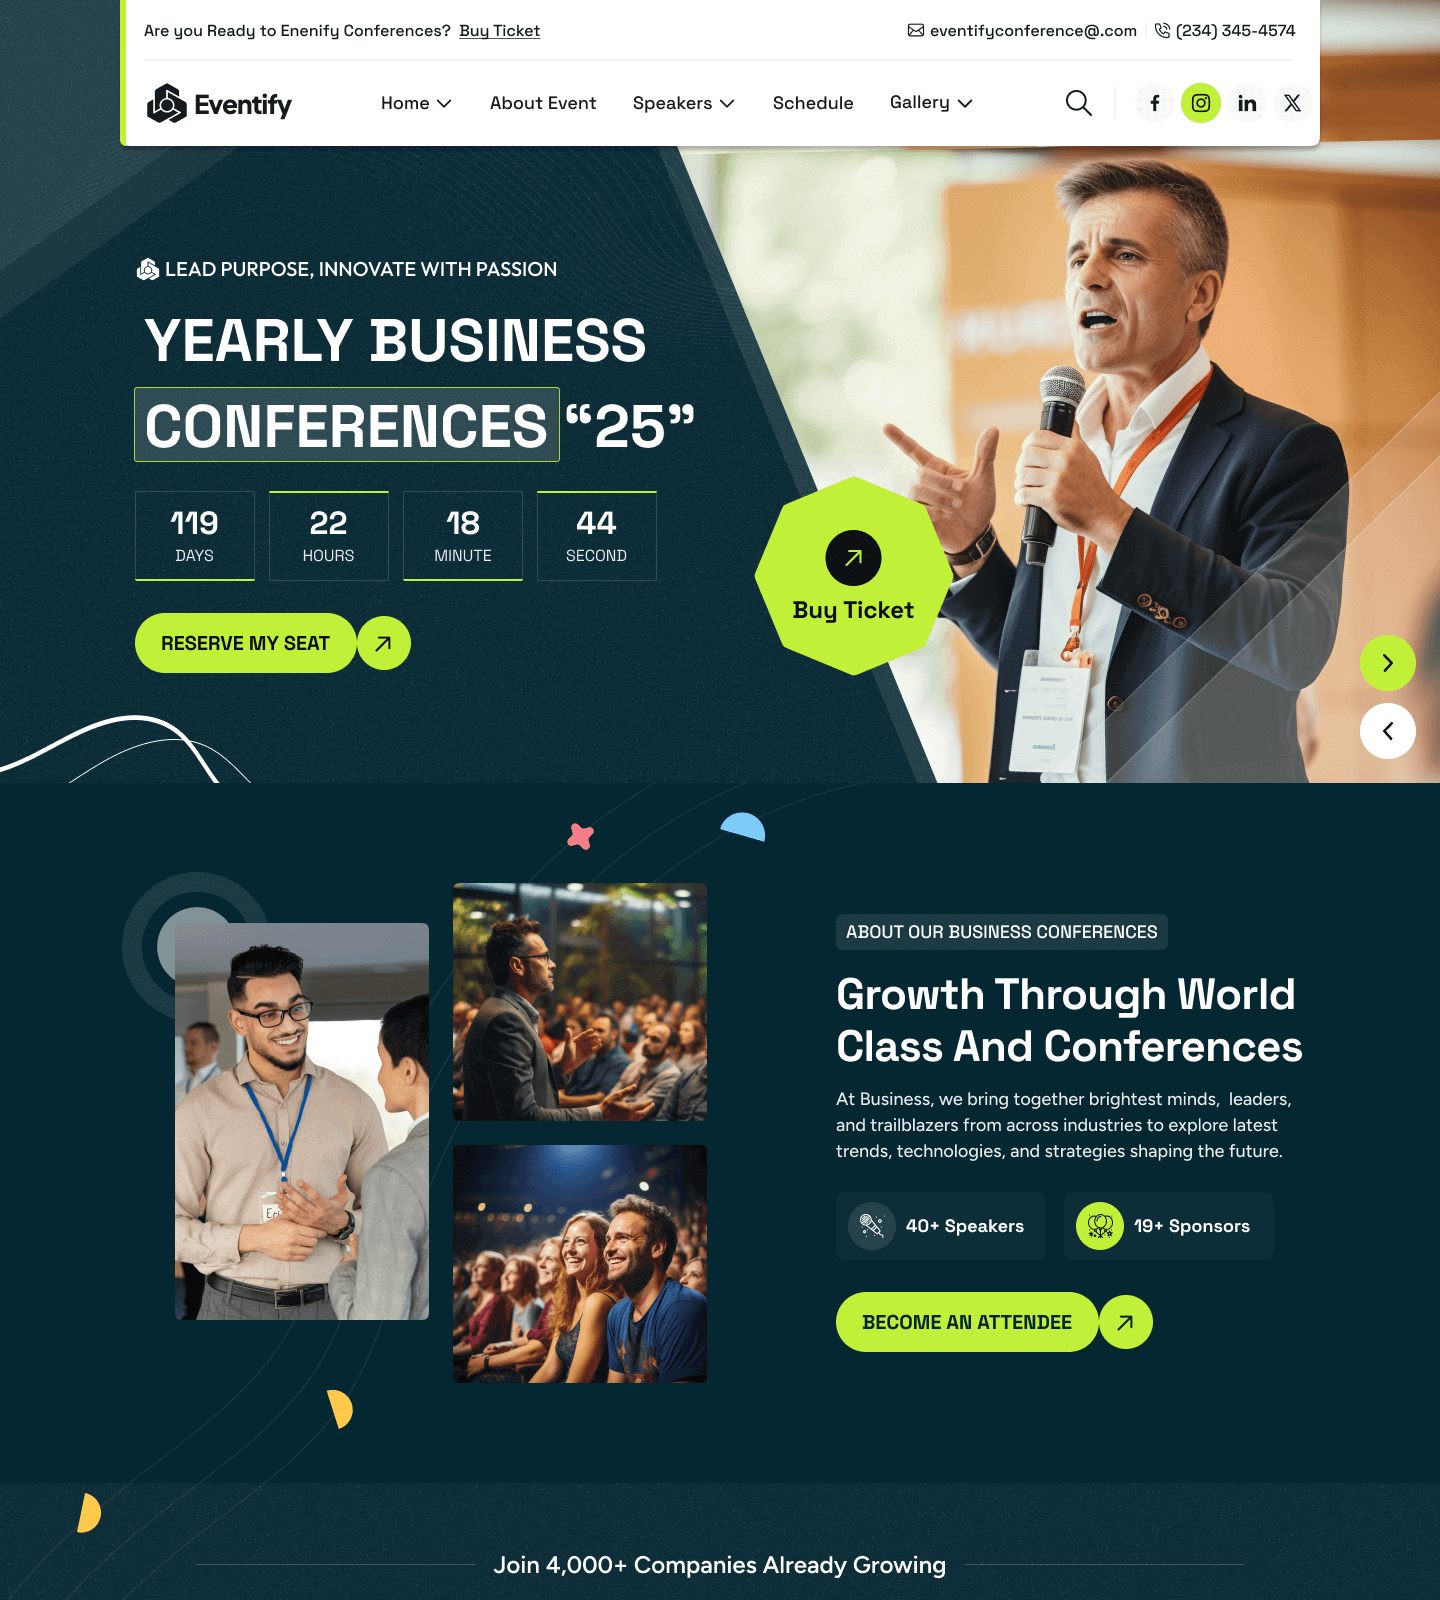 Are you Ready to Enenify Conferences? Buy Ticket
eventifyconference@.com
(234) 345-4574
Eventify
Home
About Event
Speakers
Schedule
Gallery
LEAD PURPOSE, INNOVATE WITH PASSION
YEARLY BUSINESS
CONFERENCES “25”
119
DAYS
22
HOURS
18
MINUTE
44
SECOND
RESERVE MY SEAT
Buy Ticket
ABOUT OUR BUSINESS CONFERENCES
Growth Through World
Class And Conferences
At Business, we bring together brightest minds, leaders,
and trailblazers from across industries to explore latest
trends, technologies, and strategies shaping the future.
40+ Speakers
19+ Sponsors
BECOME AN ATTENDEE
Join 4,000+ Companies Already Growing